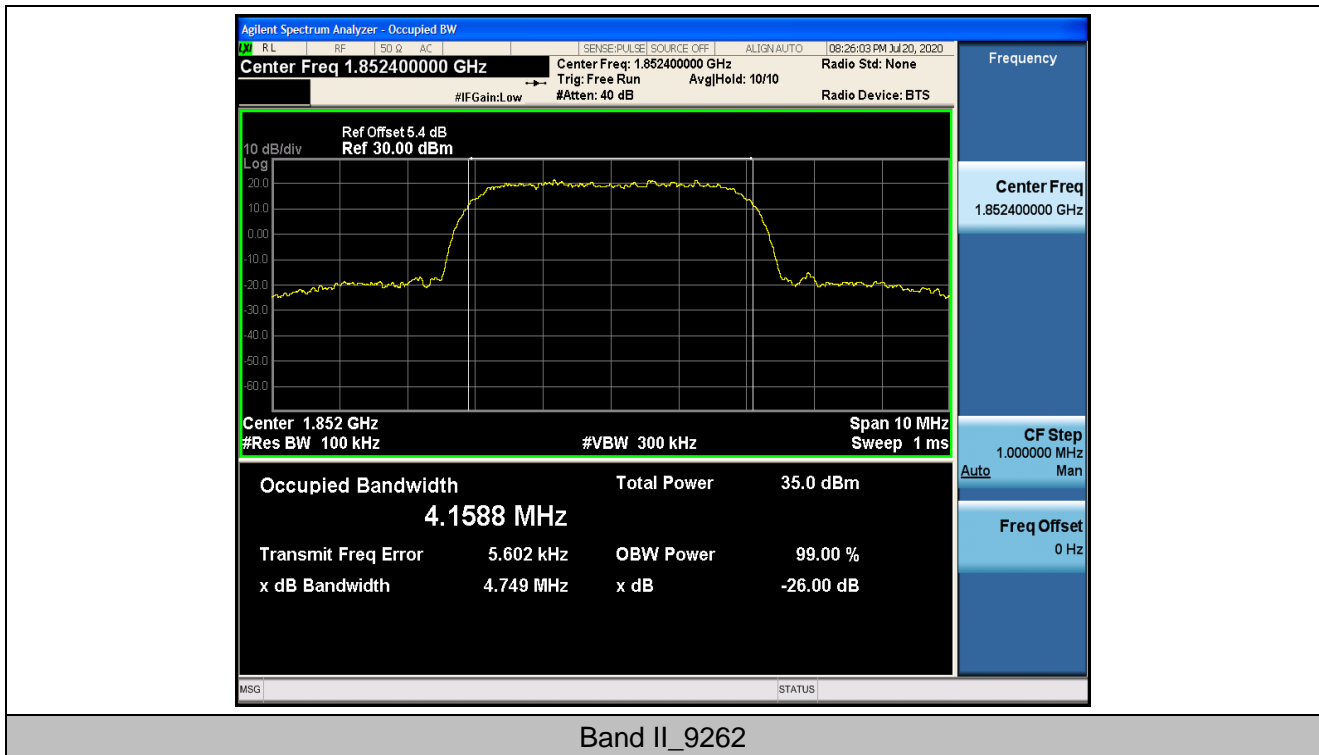 Agilent Spectrum Analyzer - Occupied BW
LXI RL RF 50 Ω AC SENSE:PULSE SOURCE OFF ALIGN AUTO 08:26:03 PM Jul 20, 2020
Center Freq 1.852400000 GHz
Center Freq: 1.852400000 GHz
Radio Std: None
Trig: Free Run Avg|Hold: 10/10
#IFGain:Low
#Atten: 40 dB
Radio Device: BTS
Frequency
Ref Offset 5.4 dB
10 dB/div Ref 30.00 dBm
Log
20.0
10.0
0.00
-10.0
-20.0
-30.0
-40.0
-50.0
-60.0
Center 1.852 GHz Span 10 MHz
#Res BW 100 kHz #VBW 300 kHz Sweep 1 ms
Center Freq
1.852400000 GHz
CF Step
1.000000 MHz
Auto Man
Freq Offset
0 Hz
Occupied Bandwidth Total Power 35.0 dBm
4.1588 MHz
Transmit Freq Error 5.602 kHz OBW Power 99.00 %
x dB Bandwidth 4.749 MHz x dB -26.00 dB
MSG STATUS
Band II_9262